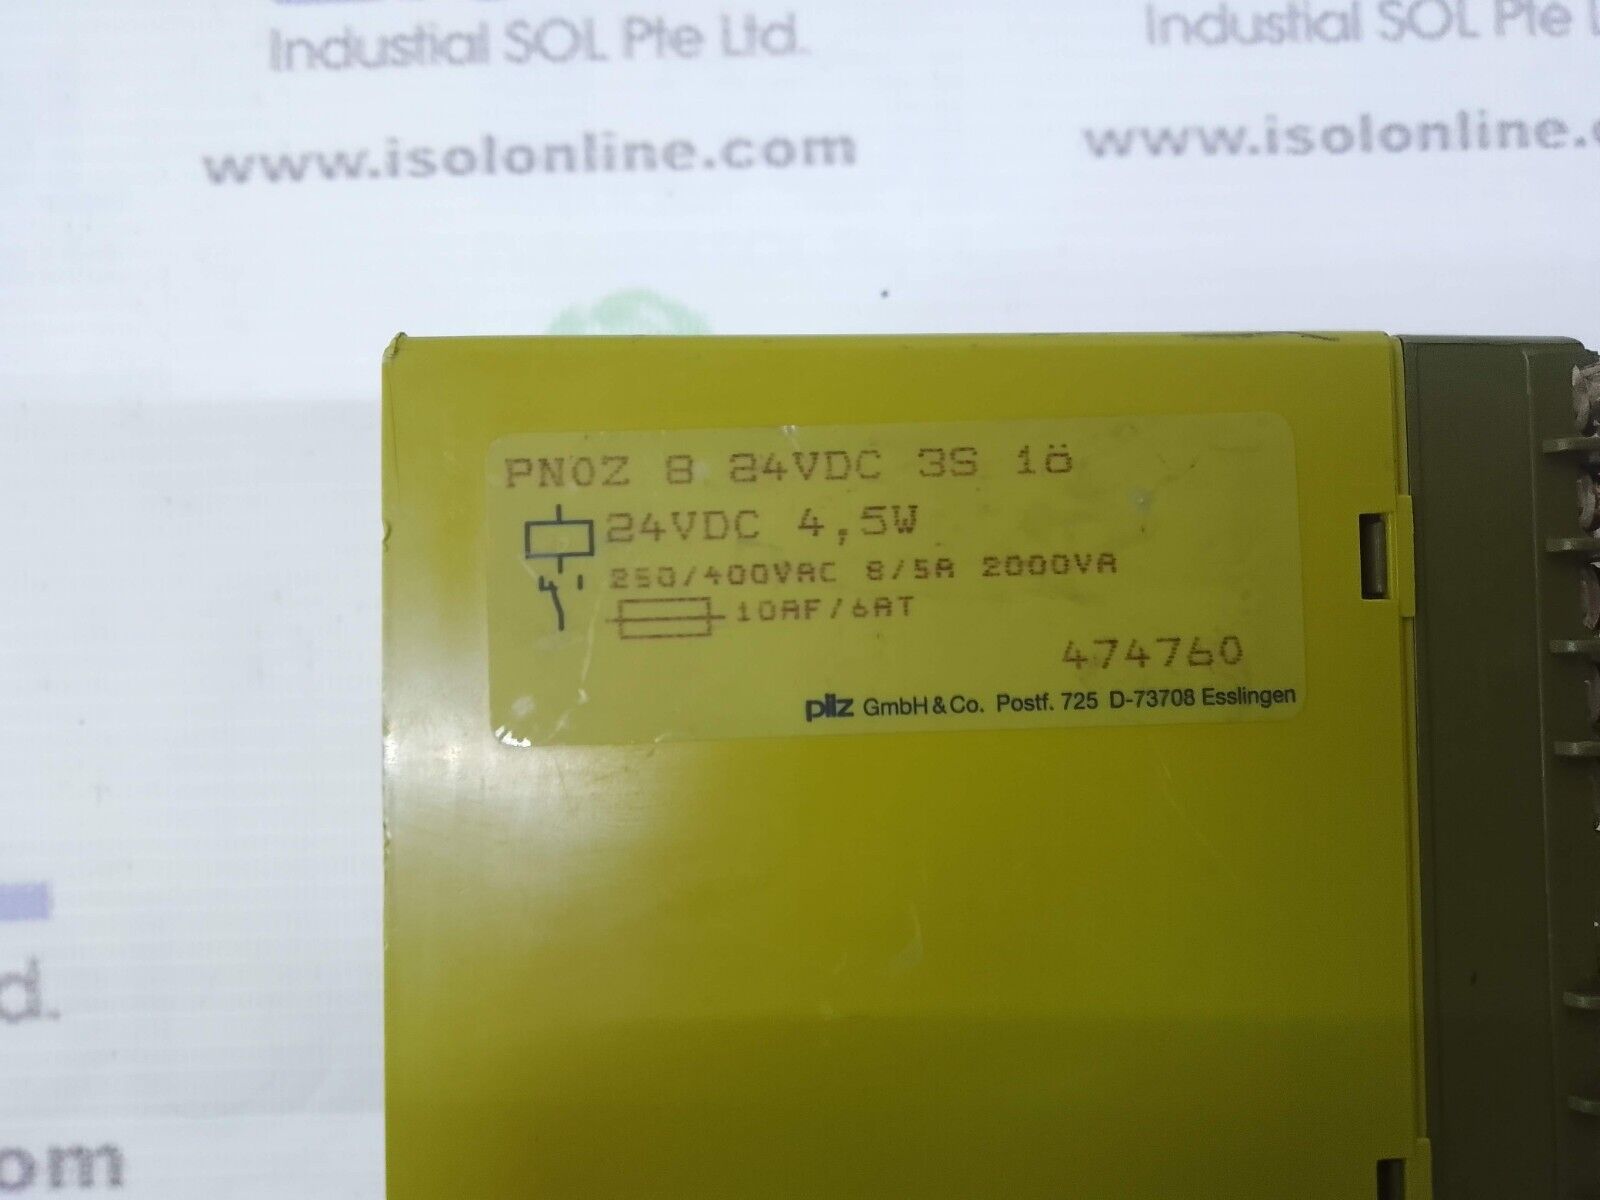 Industial SOL Pte Ltd.
Industial SOL Pte
www.isolonline.com
www.isolonline.c
PNOZ 8 24VDC 3S 1ö
24VDC 4,5W
250/400VAC 8/5A 2000VA
10AF/6AT
474760
pilz GmbH & Co. Postf. 725 D-73708 Esslingen
d.
om